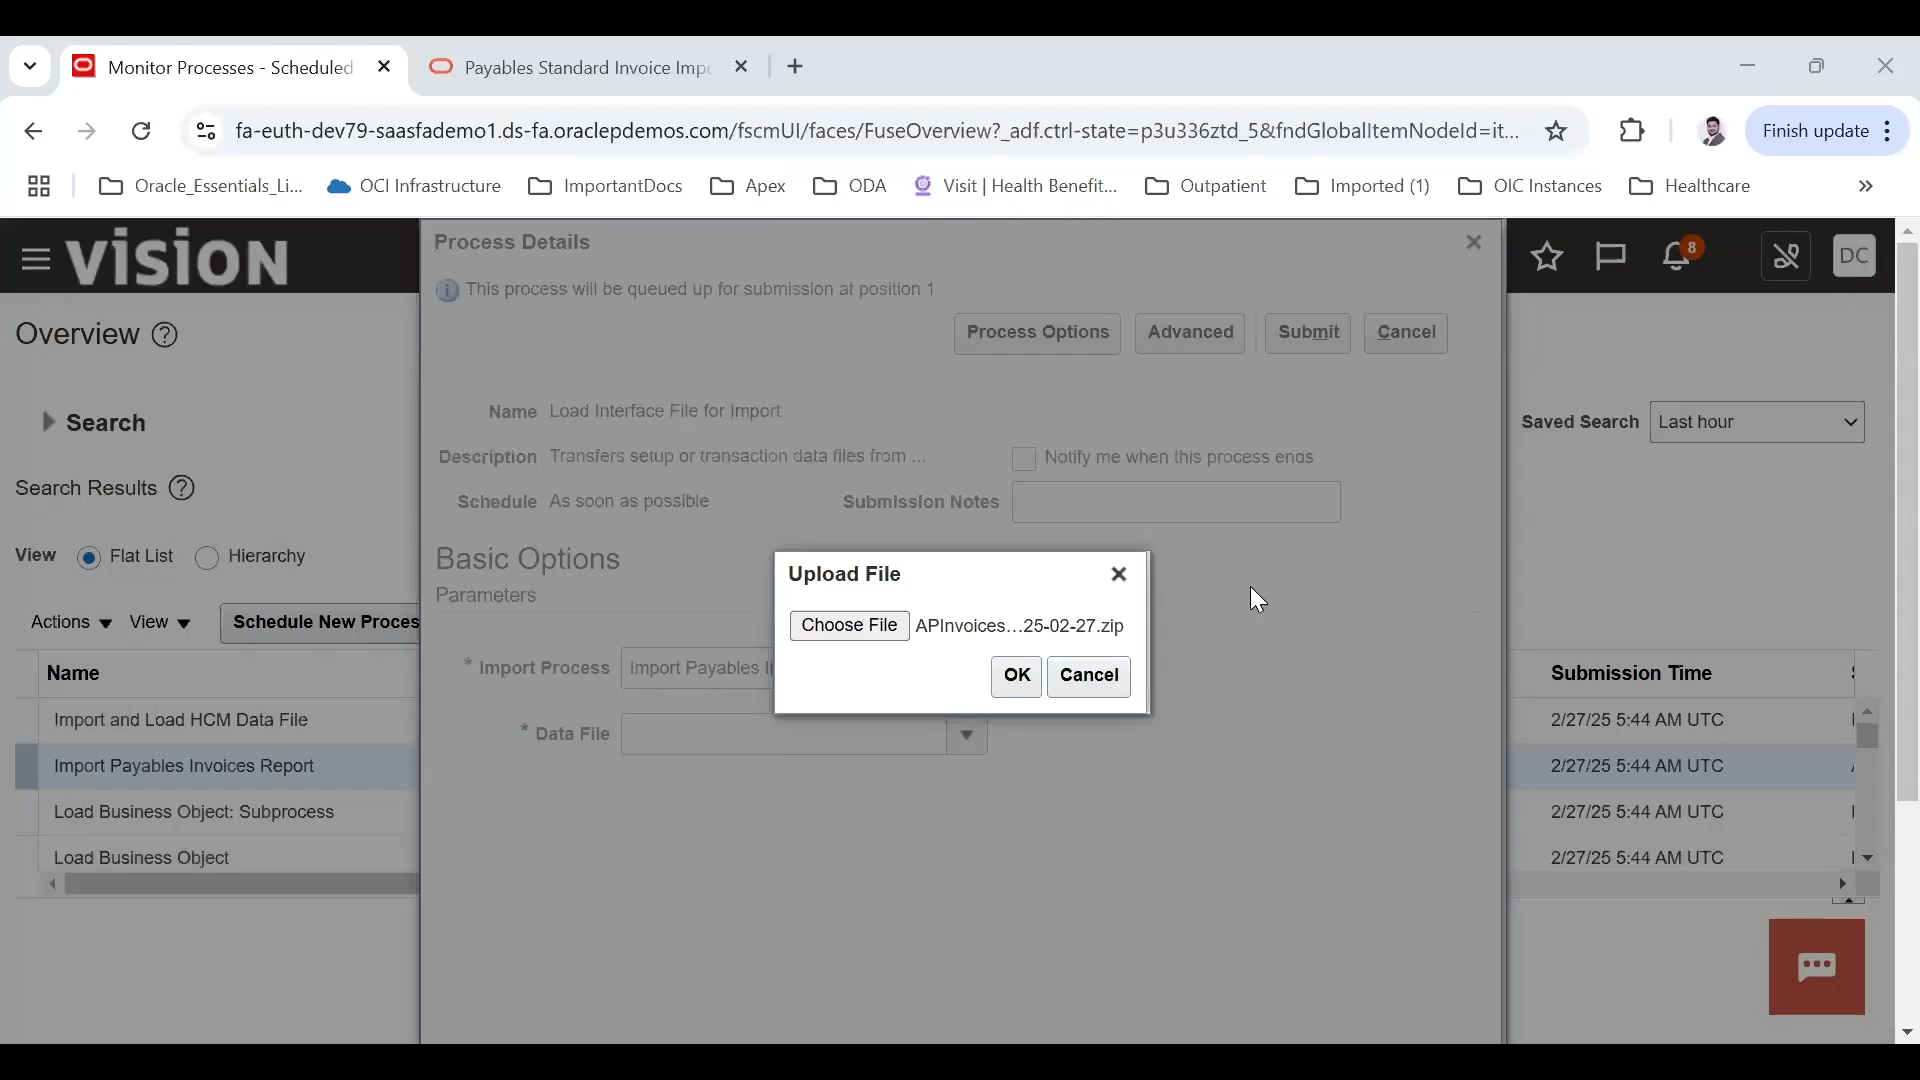 Monitor Processes - Scheduled
Payables Standard Invoice Imp
fa-euth-dev79-saasfademo1.ds-fa.oraclepdemos.com/fscmUI/faces/FuseOverview?_adf.ctrl-state=p3u336ztd_5&fndGlobalItemNodeId=it...
Finish update
Oracle_Essentials_Li...
OCI Infrastructure
ImportantDocs
Apex
ODA
Visit | Health Benefit...
Outpatient
Imported (1)
OIC Instances
Healthcare
VISION
Process Details
8
DC
This process will be queued up for submission at position 1
Process Options
Advanced
Submit
Cancel
Overview
Search
Name Load Interface File for Import
Saved Search Last hour
Description Transfers setup or transaction data files from ...
Notify me when this process ends
Search Results
Schedule As soon as possible
Submission Notes
View Flat List Hierarchy
Basic Options
Parameters
Upload File
Choose File APInvoices...25-02-27.zip
OK Cancel
Actions View Schedule New Proces
* Import Process Import Payables I
* Data File
Name
Submission Time
Import and Load HCM Data File
2/27/25 5:44 AM UTC
Import Payables Invoices Report
2/27/25 5:44 AM UTC
Load Business Object: Subprocess
2/27/25 5:44 AM UTC
Load Business Object
2/27/25 5:44 AM UTC